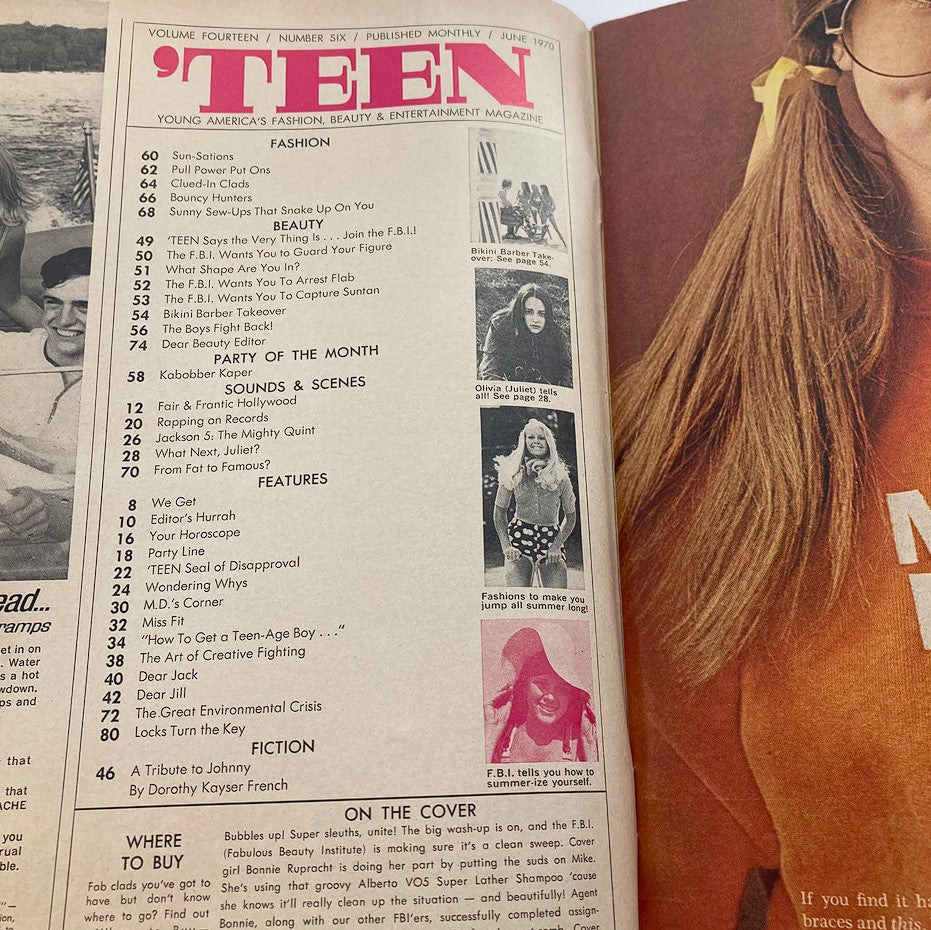 VOLUME FOURTEEN / NUMBER SIX / PUBLISHED MONTHLY / JUNE 1970
'TEEN
YOUNG AMERICA'S FASHION, BEAUTY & ENTERTAINMENT MAGAZINE
FASHION
60 Sun-Sations
62 Pull Power Put Ons
64 Clued-In Clads
66 Bouncy Hunters
68 Sunny Sew-Ups That Snake Up On You
BEAUTY
49 'TEEN Says the Very Thing Is . . . Join the F.B.I.!
50 The F.B.I. Wants You to Guard Your Figure
51 What Shape Are You In?
52 The F.B.I. Wants You To Arrest Flab
53 The F.B.I. Wants You To Capture Suntan
54 Bikini Barber Takeover
56 The Boys Fight Back!
74 Dear Beauty Editor
PARTY OF THE MONTH
58 Kabobber Kaper
SOUNDS & SCENES
12 Fair & Frantic Hollywood
20 Rapping on Records
26 Jackson 5: The Mighty Quint
28 What Next, Juliet?
70 From Fat to Famous?
FEATURES
8 We Get
10 Editor's Hurrah
16 Your Horoscope
18 Party Line
22 'TEEN Seal of Disapproval
24 Wondering Whys
30 M.D.'s Corner
32 Miss Fit
34 "How To Get a Teen-Age Boy . . ."
38 The Art of Creative Fighting
40 Dear Jack
42 Dear Jill
72 The Great Environmental Crisis
80 Locks Turn the Key
FICTION
46 A Tribute to Johnny
By Dorothy Kayser French
Bikini Barber Take-
over: See page 54.
Olivia (Juliet) tells
all! See page 28.
Fashions to make you
jump all summer long!
F.B.I. tells you how to
summer-ize yourself.
WHERE
TO BUY
Fab clads you've got to
have but don't know
where to go? Find out
ON THE COVER
Bubbles up! Super sleuths, unite! The big wash-up is on, and the F.B.I.
(Fabulous Beauty Institute) is making sure it's a clean sweep. Cover
girl Bonnie Rupracht is doing her part by putting the suds on Mike.
She's using that groovy Alberto VO5 Super Lather Shampoo 'cause
she knows it'll really clean up the situation — and beautifully! Agent
Bonnie, along with our other FBI'ers, successfully completed assign-
Cover
ead...
ramps
et in on
. Water
s a hot
wdown.
ps and
that
that
ACHE
you
rual
ble.
tion,
If you find it ha
braces and this.